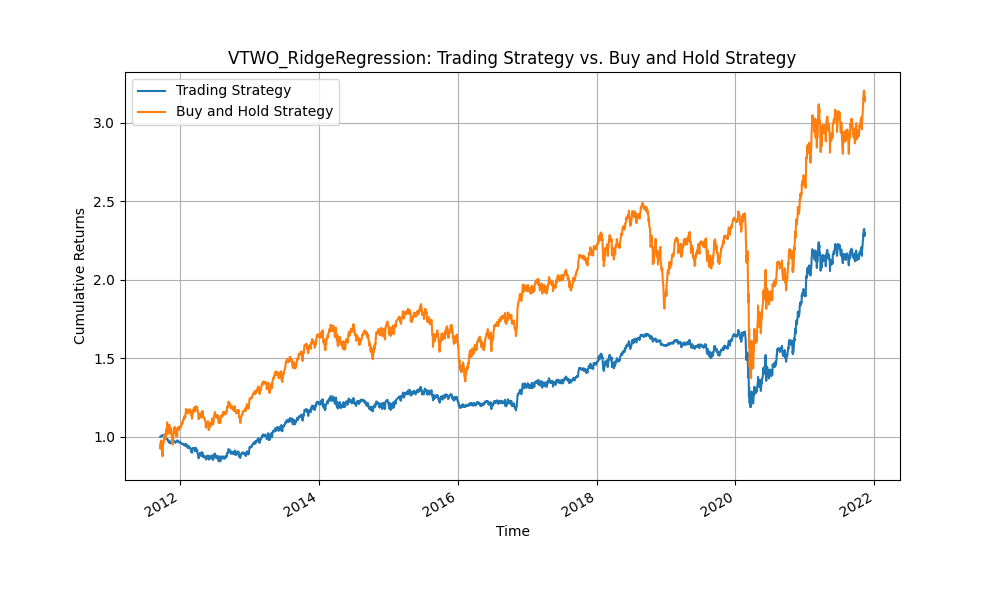 VTWO_RidgeRegression: Trading Strategy vs. Buy and Hold Strategy
Trading Strategy
Buy and Hold Strategy
Cumulative Returns
3.0
2.5
2.0
1.5
1.0
2012
2014
2016
2018
2020
2022
Time